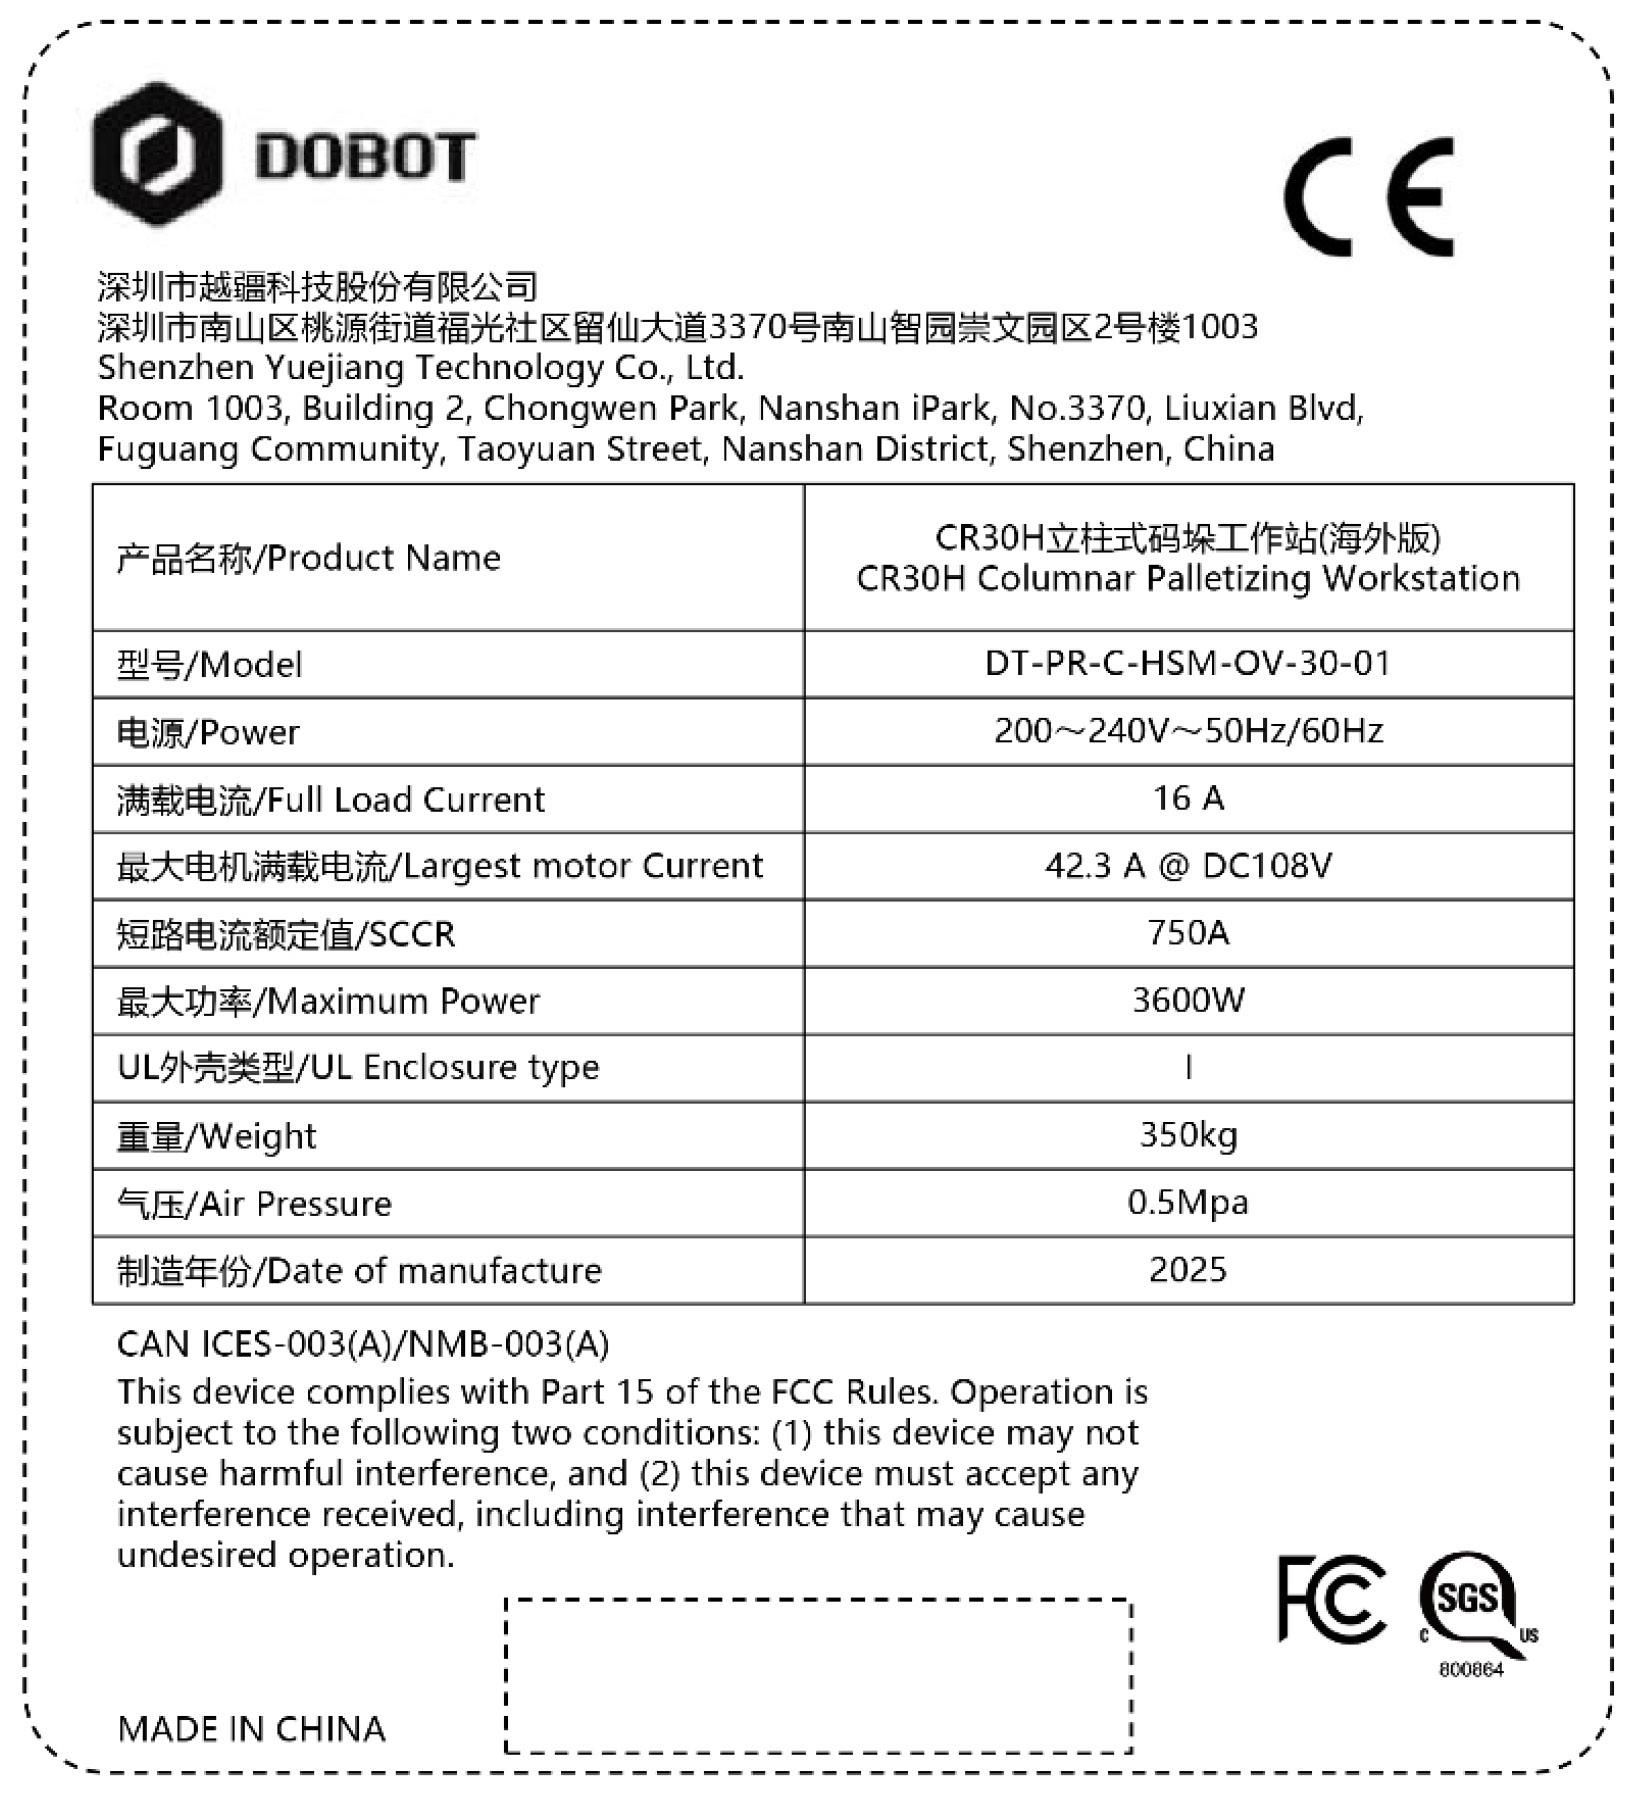 DOBOT
CE
深圳市越疆科技股份有限公司
深圳市南山区桃源街道福光社区留仙大道3370号南山智园崇文园区2号楼1003
Shenzhen Yuejiang Technology Co., Ltd.
Room 1003, Building 2, Chongwen Park, Nanshan iPark, No.3370, Liuxian Blvd,
Fuguang Community, Taoyuan Street, Nanshan District, Shenzhen, China
产品名称/Product Name
CR30H立柱式码垛工作站(海外版)
CR30H Columnar Palletizing Workstation
型号/Model
DT-PR-C-HSM-OV-30-01
电源/Power
200～240V～50Hz/60Hz
满载电流/Full Load Current
16 A
最大电机满载电流/Largest motor Current
42.3 A @ DC108V
短路电流额定值/SCCR
750A
最大功率/Maximum Power
3600W
UL外壳类型/UL Enclosure type
I
重量/Weight
350kg
气压/Air Pressure
0.5Mpa
制造年份/Date of manufacture
2025
CAN ICES-003(A)/NMB-003(A)
This device complies with Part 15 of the FCC Rules. Operation is
subject to the following two conditions: (1) this device may not
cause harmful interference, and (2) this device must accept any
interference received, including interference that may cause
undesired operation.
FC
SGS
C US
800864
MADE IN CHINA